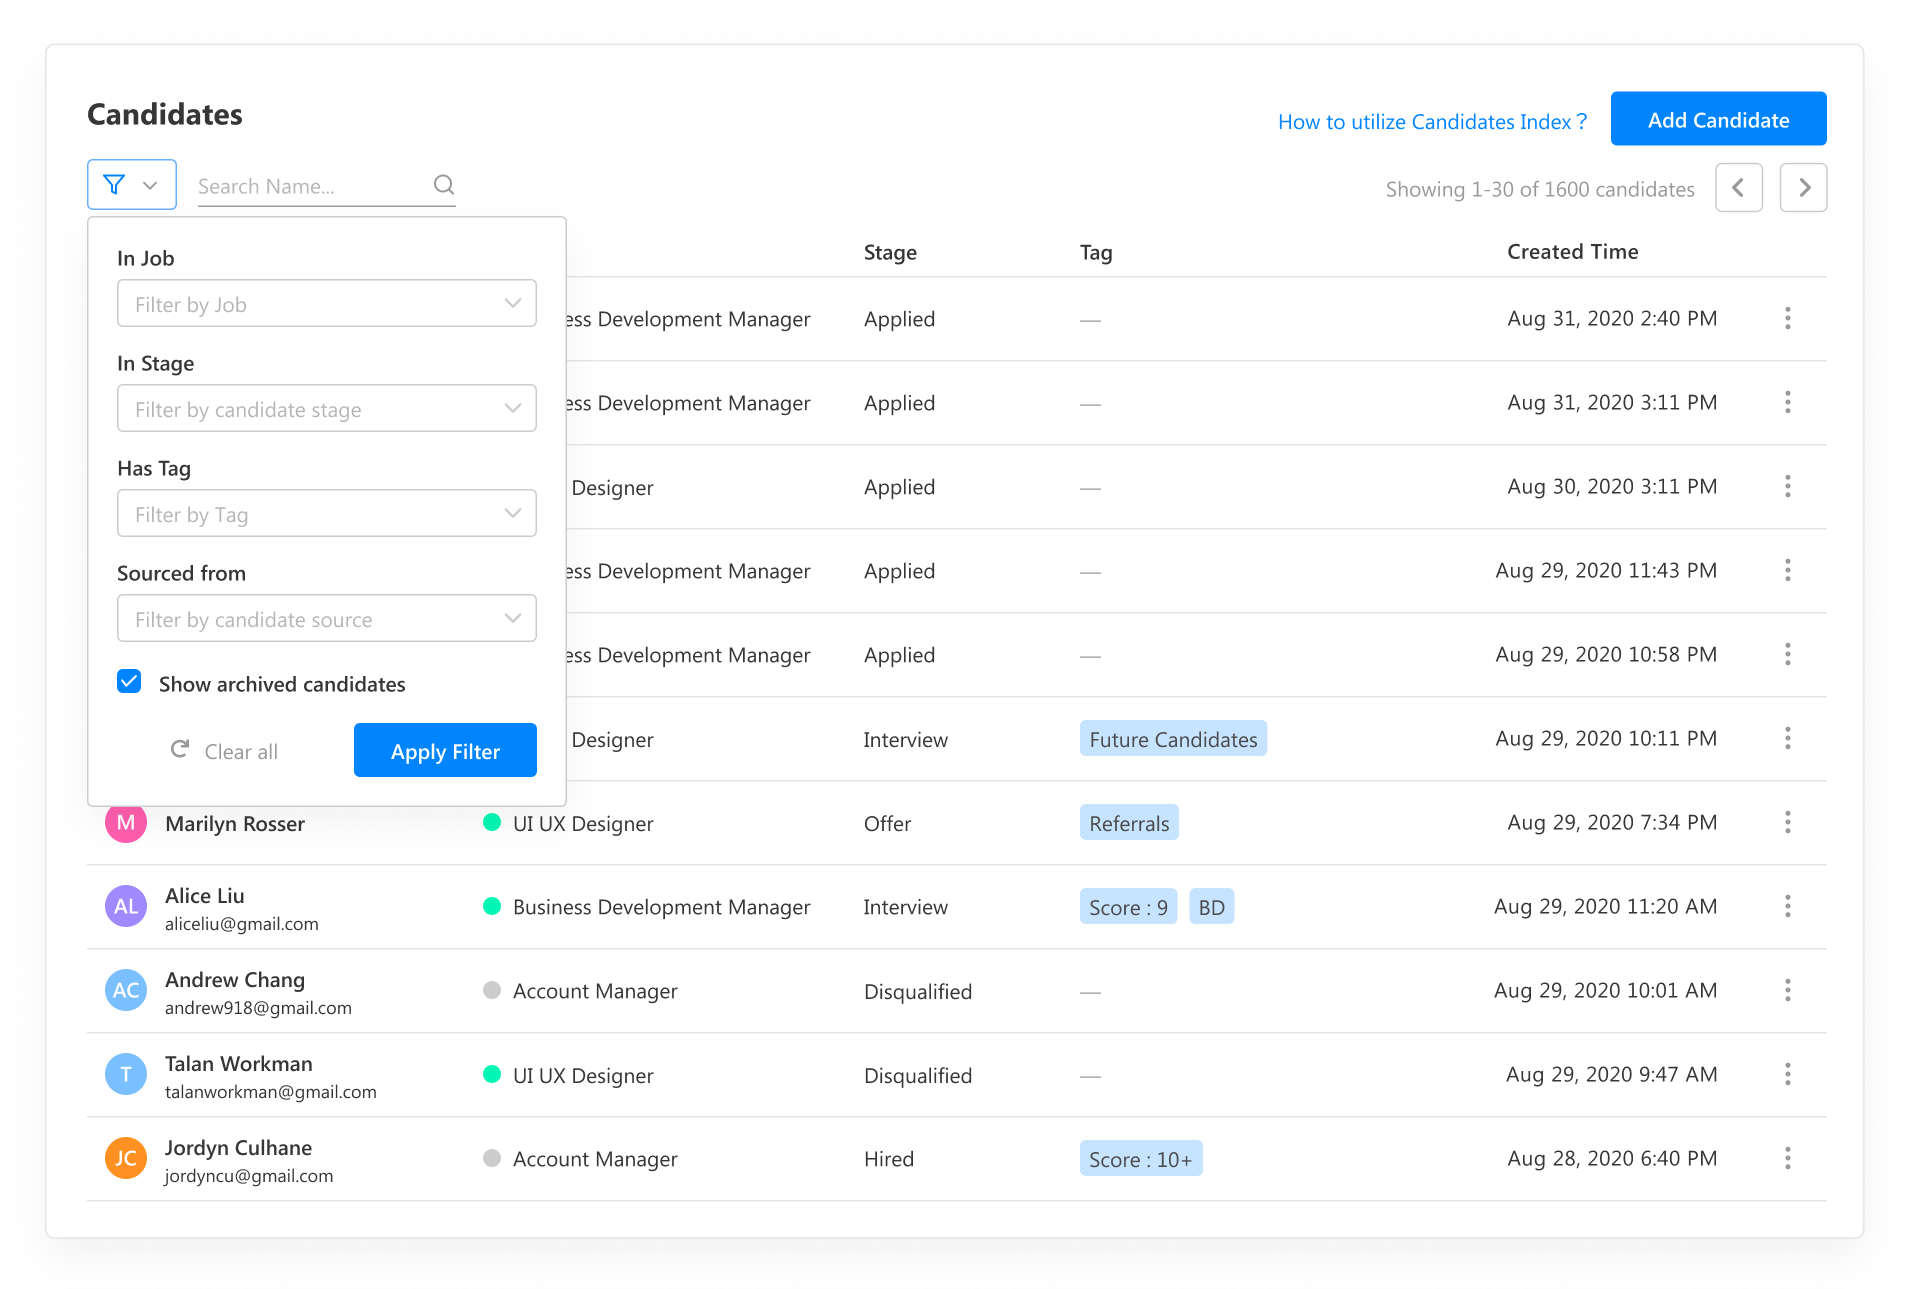 Candidates
How to utilize Candidates Index ?
Add Candidate
Search Name...
Showing 1-30 of 1600 candidates
In Job
Filter by Job
In Stage
Filter by candidate stage
Has Tag
Filter by Tag
Sourced from
Filter by candidate source
Show archived candidates
Clear all
Apply Filter
Stage Tag Created Time
ess Development Manager Applied — Aug 31, 2020 2:40 PM
ess Development Manager Applied — Aug 31, 2020 3:11 PM
Designer Applied — Aug 30, 2020 3:11 PM
ess Development Manager Applied — Aug 29, 2020 11:43 PM
ess Development Manager Applied — Aug 29, 2020 10:58 PM
Designer Interview Future Candidates Aug 29, 2020 10:11 PM
M Marilyn Rosser UI UX Designer Offer Referrals Aug 29, 2020 7:34 PM
AL Alice Liu Business Development Manager Interview Score : 9 BD Aug 29, 2020 11:20 AM
aliceliu@gmail.com
AC Andrew Chang Account Manager Disqualified — Aug 29, 2020 10:01 AM
andrew918@gmail.com
T Talan Workman UI UX Designer Disqualified — Aug 29, 2020 9:47 AM
talanworkman@gmail.com
JC Jordyn Culhane Account Manager Hired Score : 10+ Aug 28, 2020 6:40 PM
jordyncu@gmail.com